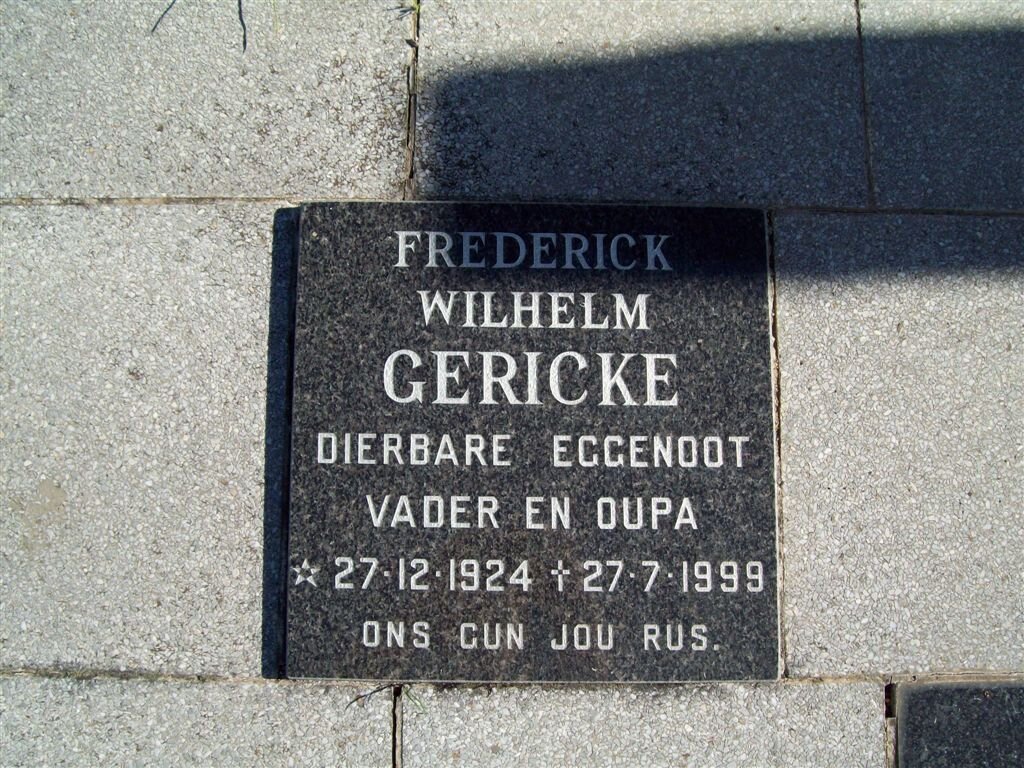 FREDERICK
WILHELM
GERICKE
DIERBARE EGGENOOT
VADER EN OUPA
☆ 27·12·1924 † 27·7·1999
ONS GUN JOU RUS.